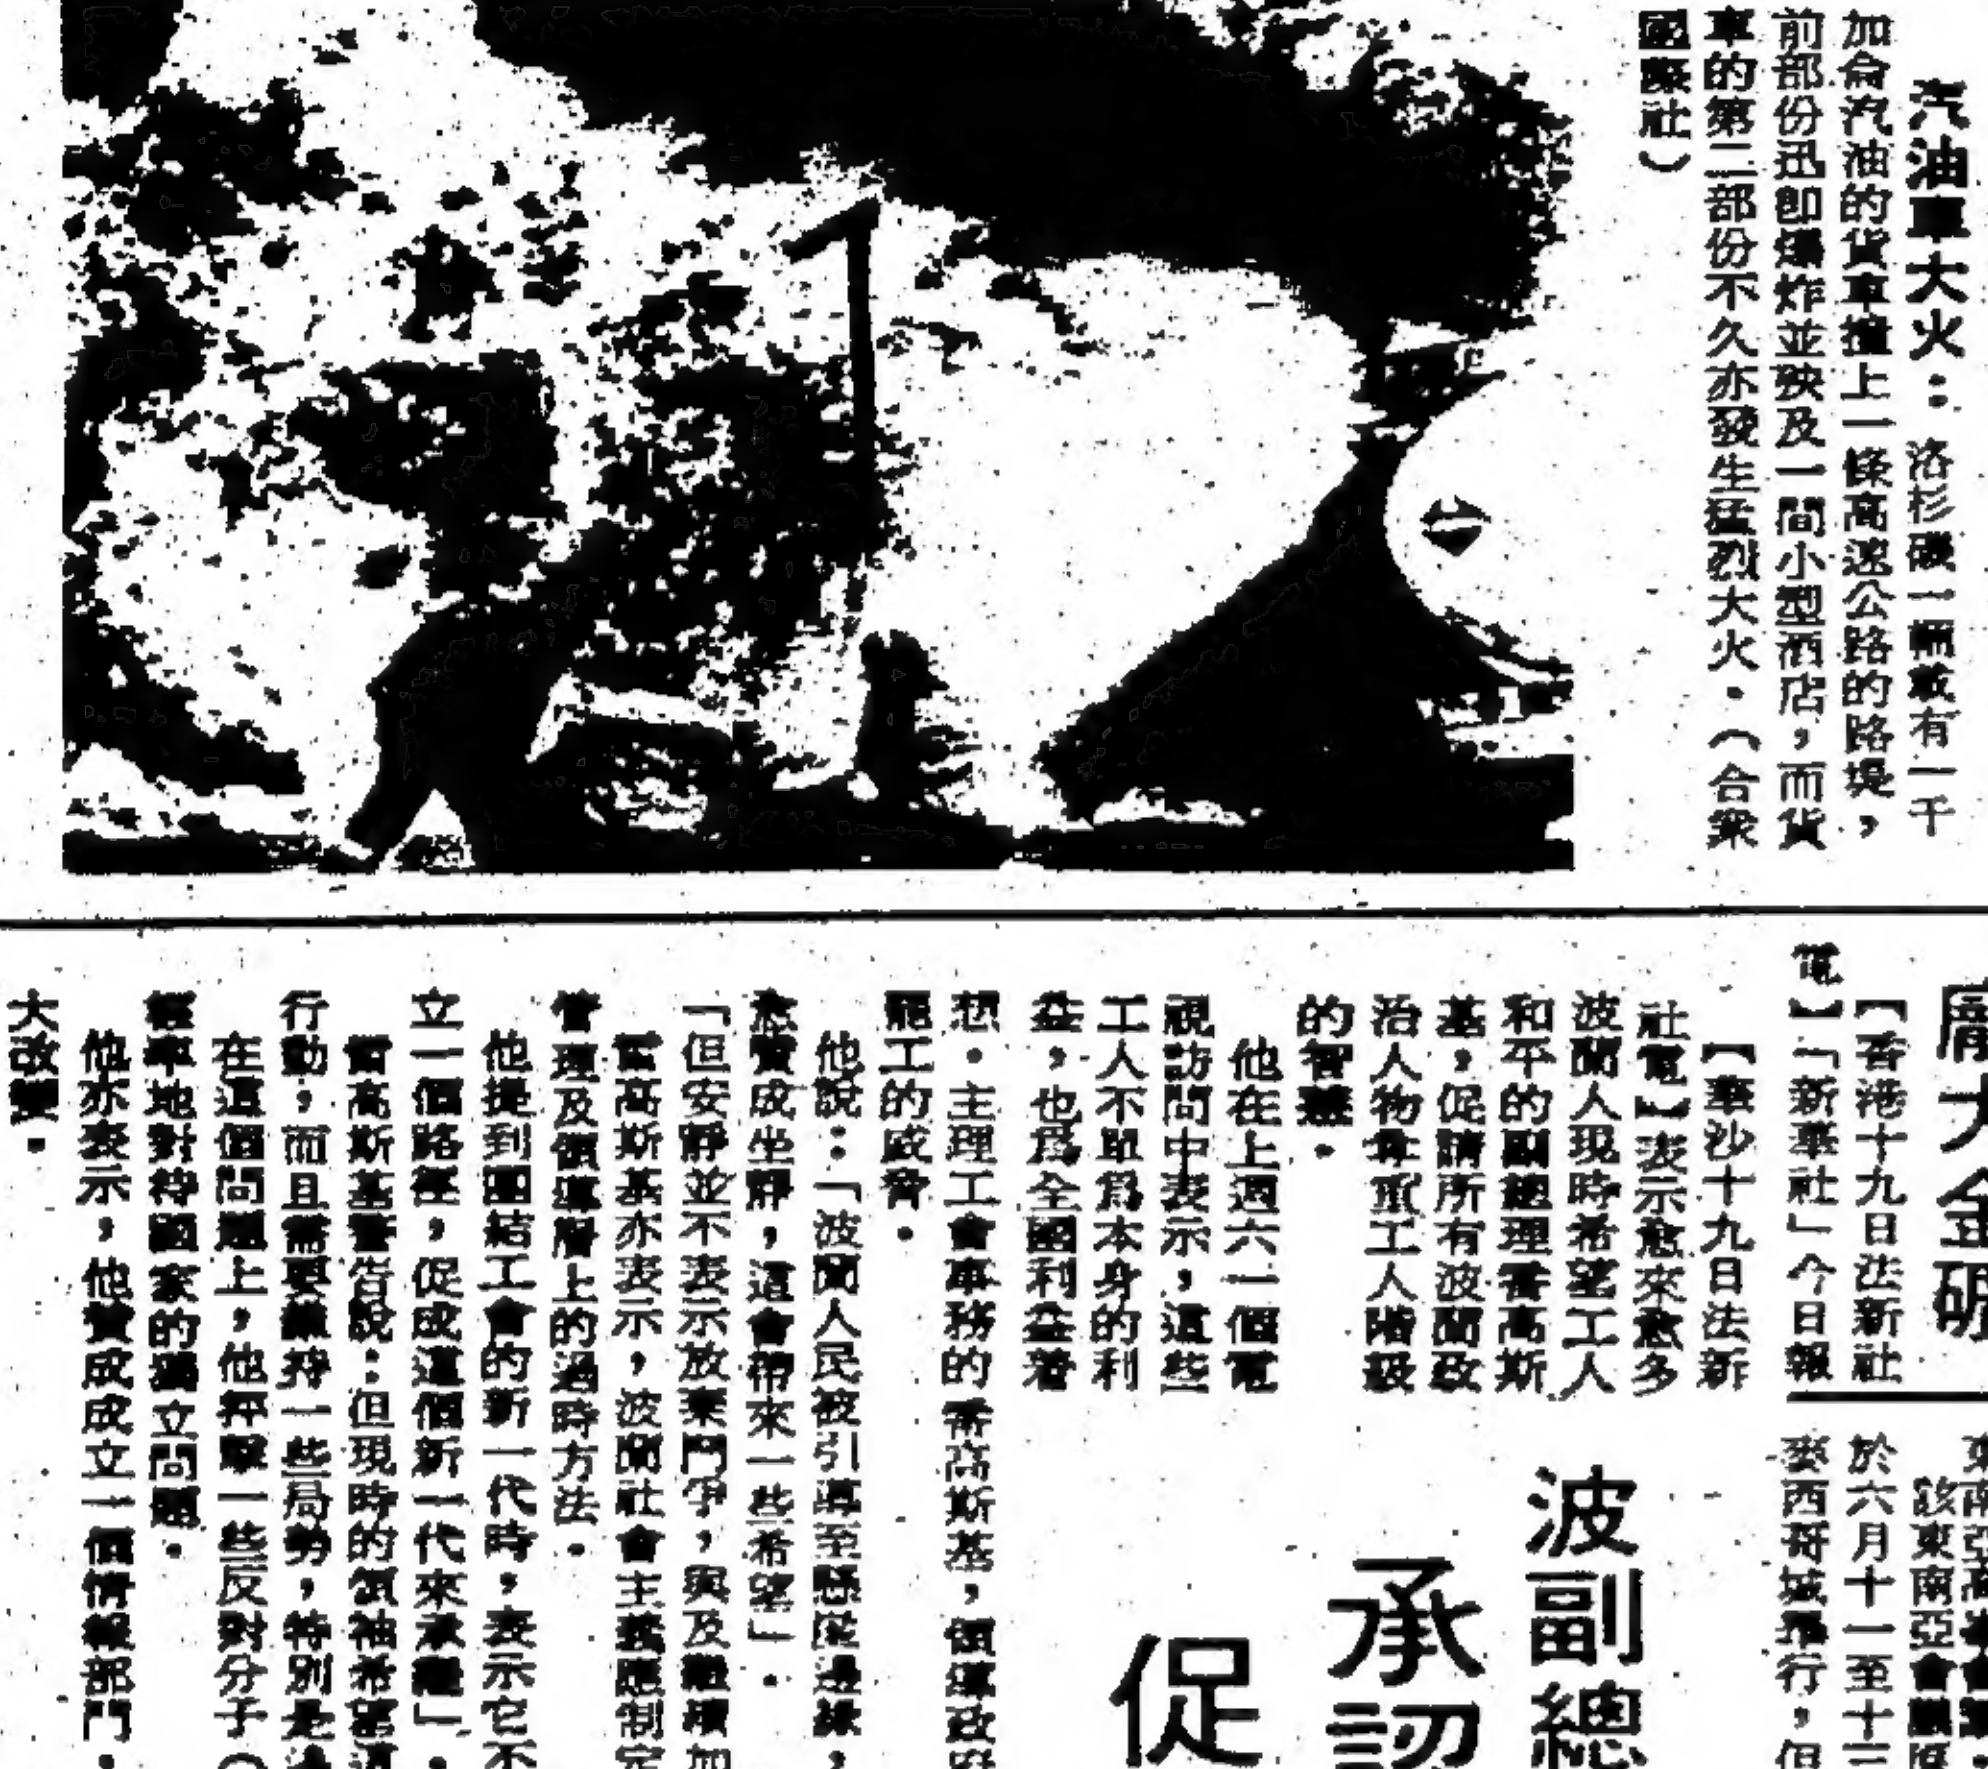 汽油車大火：洛杉磯一輛載有一千
加侖汽油的貨車撞上一條高速公路的路堤，
前部份迅即爆炸並殃及一間小型酒店，而貨
車的第二部份不久亦發生猛烈大火。（合衆
國際社）
【香港十九日法新社
電】「新華社」今日報
【華沙十九日法新
社電】表示愈來愈多
波蘭人現時希望工人
和平的副總理雷高斯
基，促請所有波蘭政
治人物尊重工人階級
的智慧。
他在上週六一個電
視訪問中表示，這些
工人不單爲本身的利
益，也爲全國利益着
想。主理工會事務的雷高斯基，領導政府
罷工的威脅。
他說：「波蘭人民被引導至懸崖邊緣，
意贊成坐靜，這會帶來一些希望」。
「但安靜並不表示放棄鬥爭，與及繼續加
雷高斯基亦表示，波蘭社會主義應制定
管理及領導層上的過時方法。
他提到團結工會的新一代時，表示它不
立一個路徑，促成這個新一代來承繼」。
雷高斯基警告說：但現時的領袖希望這
行動，而且需要維持一些局勢，特別是
在這個問題上，他抨擊一些反對分子（
輕率地對待國家的獨立問題。
他亦表示，他贊成成立一個情報部門，
大改變。
波副總
承認
促
該東南亞會議
於六月十一至十三
麥西哥城舉行，但